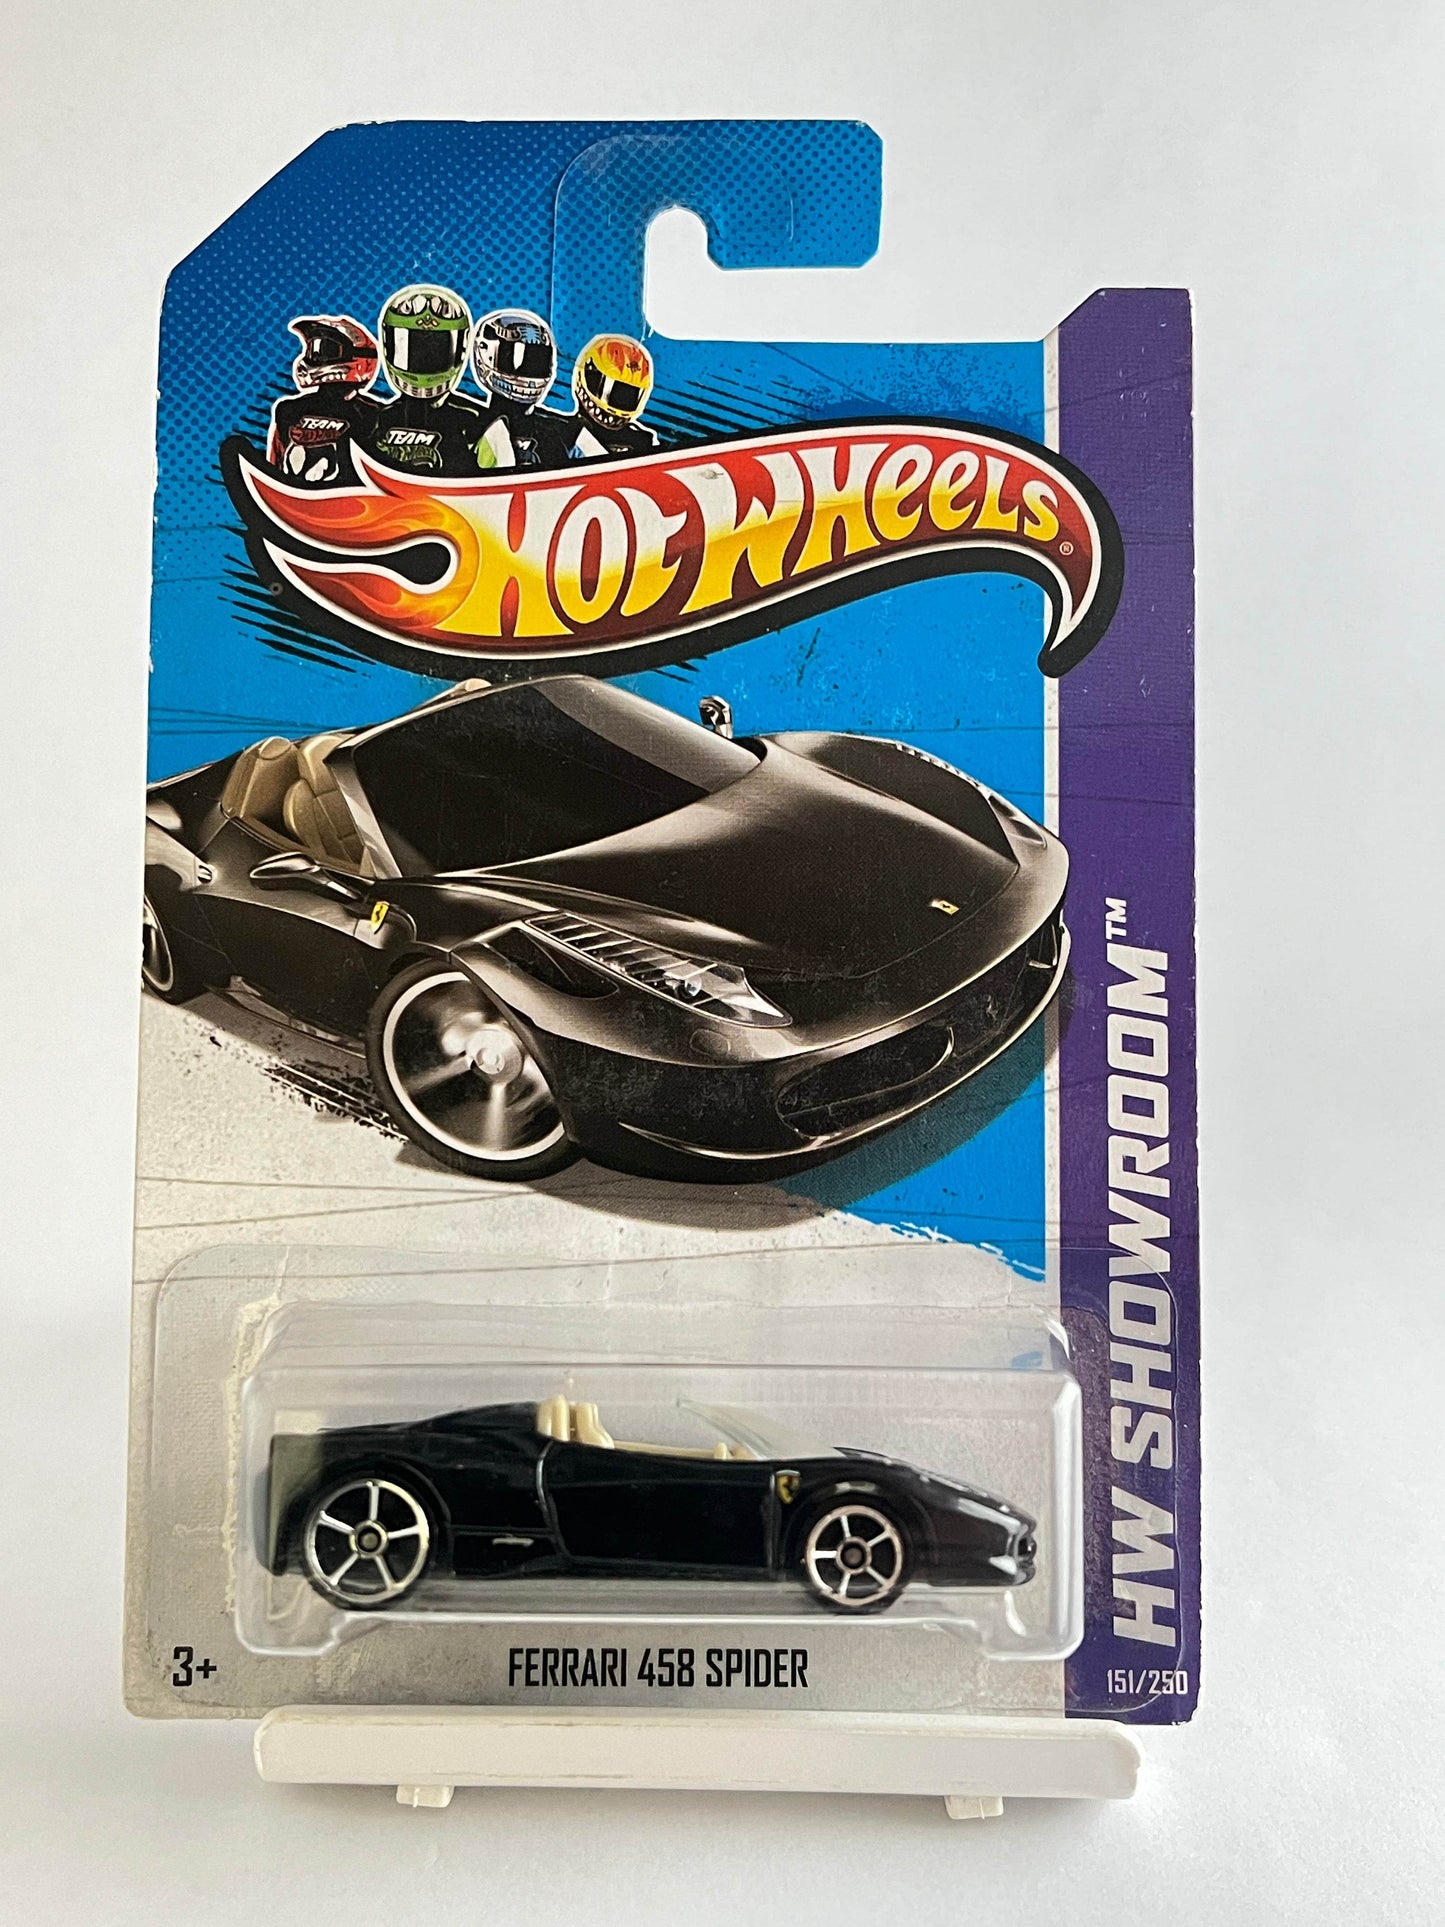 TEAM
TEAM
HOT WHEELS®
HW SHOWROOM™
3+
FERRARI 458 SPIDER
151/250